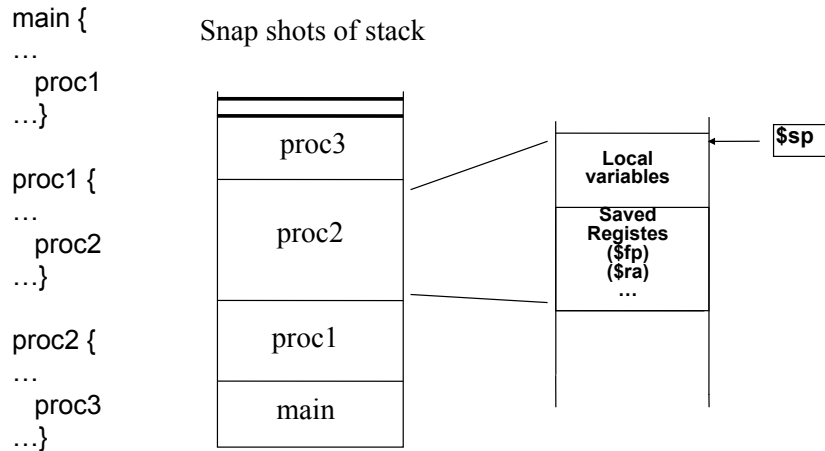 main {
…
proc1
…}
proc1 {
…
proc2
…}
proc2 {
…
proc3
…}
Snap shots of stack
proc3
proc2
proc1
main
Local
variables
Saved
Registes
($fp)
($ra)
…
$sp